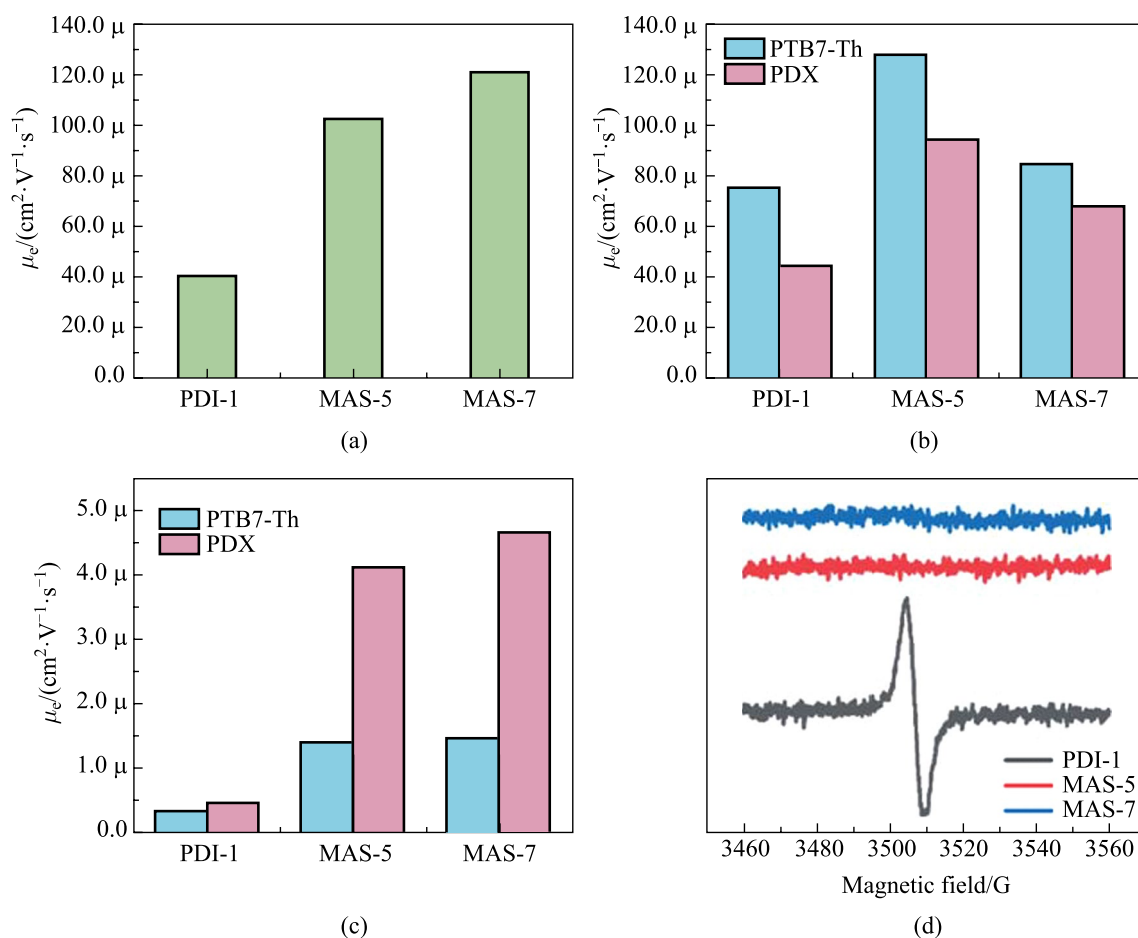 140.0 μ
120.0 μ
100.0 μ
80.0 μ
60.0 μ
40.0 μ
20.0 μ
0.0 μ
μe/(cm²·V⁻¹·s⁻¹)
PDI-1 MAS-5 MAS-7
(a)
140.0 μ
120.0 μ
100.0 μ
80.0 μ
60.0 μ
40.0 μ
20.0 μ
0.0 μ
μe/(cm²·V⁻¹·s⁻¹)
PTB7-Th
PDX
PDI-1 MAS-5 MAS-7
(b)
5.0 μ
4.0 μ
3.0 μ
2.0 μ
1.0 μ
0.0 μ
μe/(cm²·V⁻¹·s⁻¹)
PTB7-Th
PDX
PDI-1 MAS-5 MAS-7
(c)
PDI-1
MAS-5
MAS-7
3460 3480 3500 3520 3540 3560
Magnetic field/G
(d)